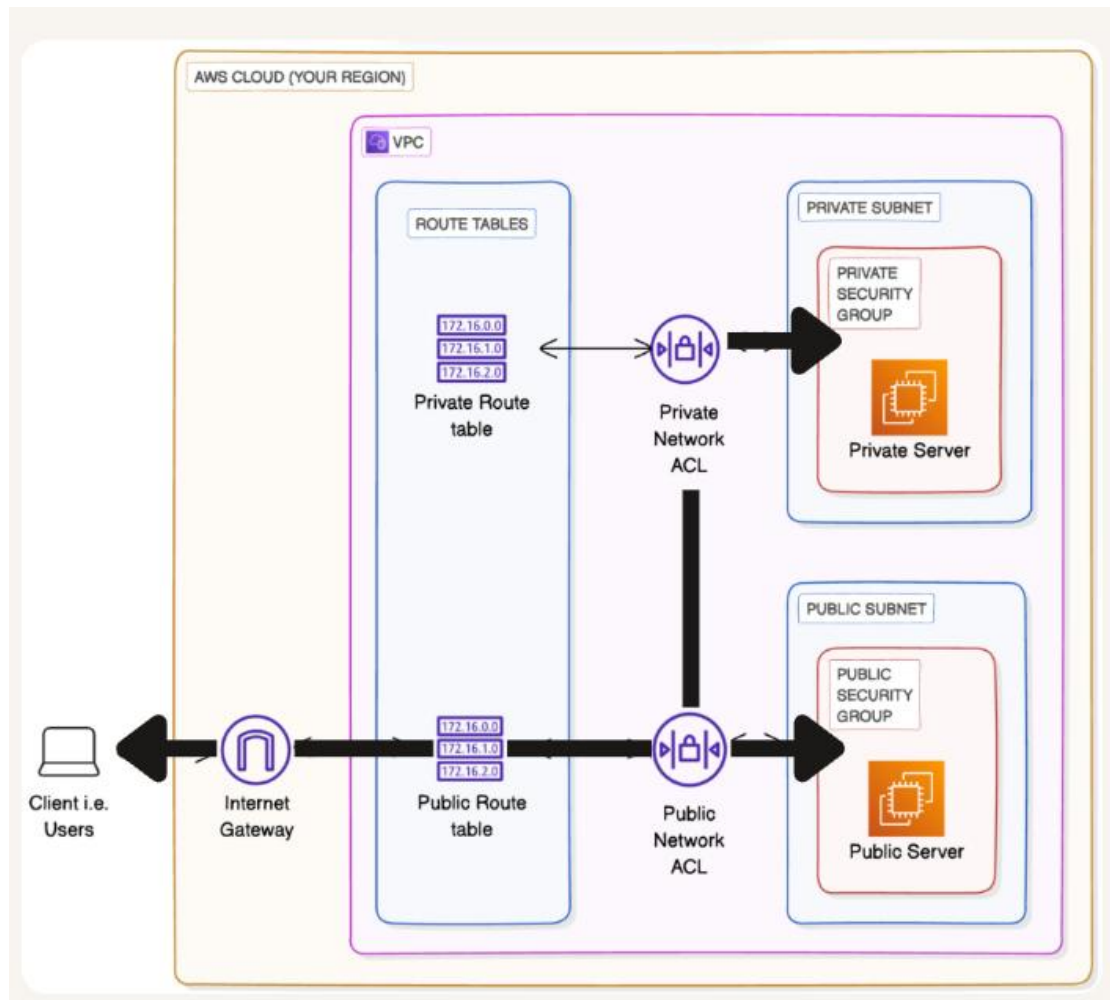 AWS CLOUD (YOUR REGION)
VPC
ROUTE TABLES
PRIVATE SUBNET
PRIVATE
SECURITY
GROUP
172.16.0.0
172.16.1.0
172.16.2.0
Private Route
table
Private
Network
ACL
Private Server
PUBLIC SUBNET
PUBLIC
SECURITY
GROUP
Client i.e.
Users
Internet
Gateway
172.16.0.0
172.16.1.0
172.16.2.0
Public Route
table
Public
Network
ACL
Public Server